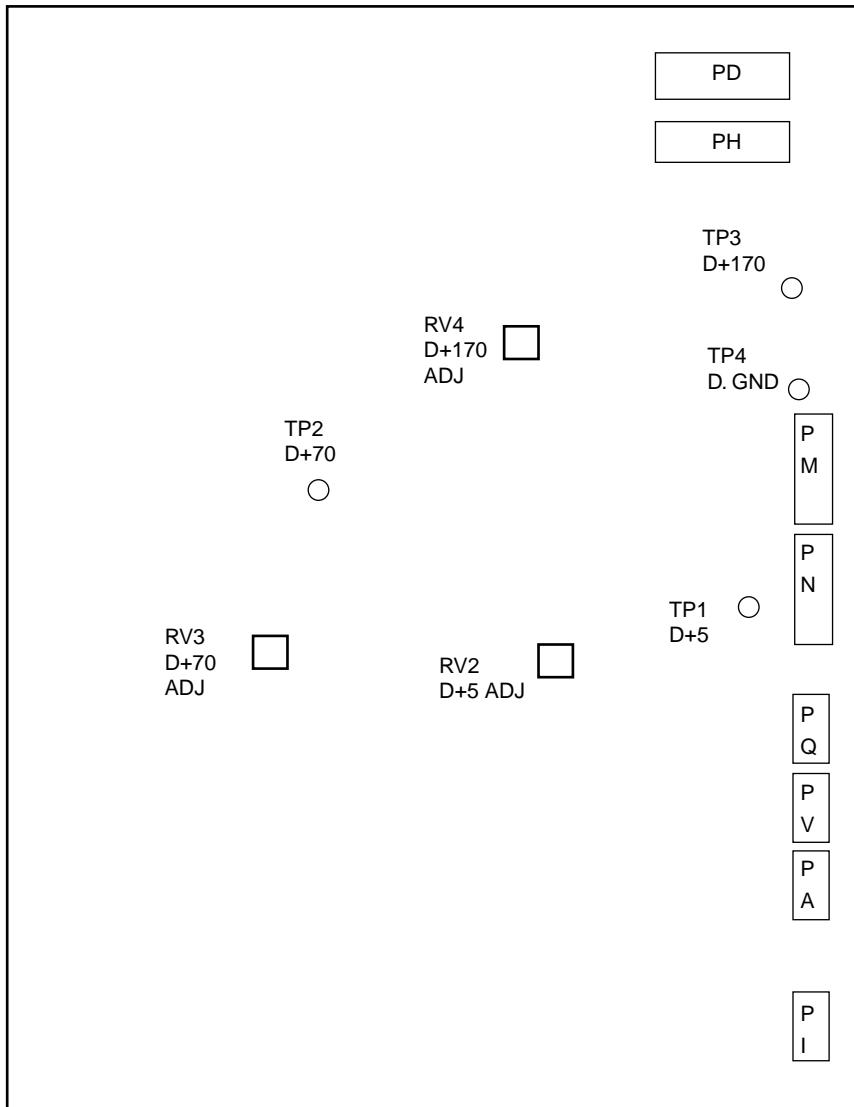 PD
PH
TP3
D+170
RV4
D+170
ADJ
TP4
D. GND
TP2
D+70
P
M
P
N
TP1
D+5
RV3
D+70
ADJ
RV2
D+5 ADJ
P
Q
P
V
P
A
P
I